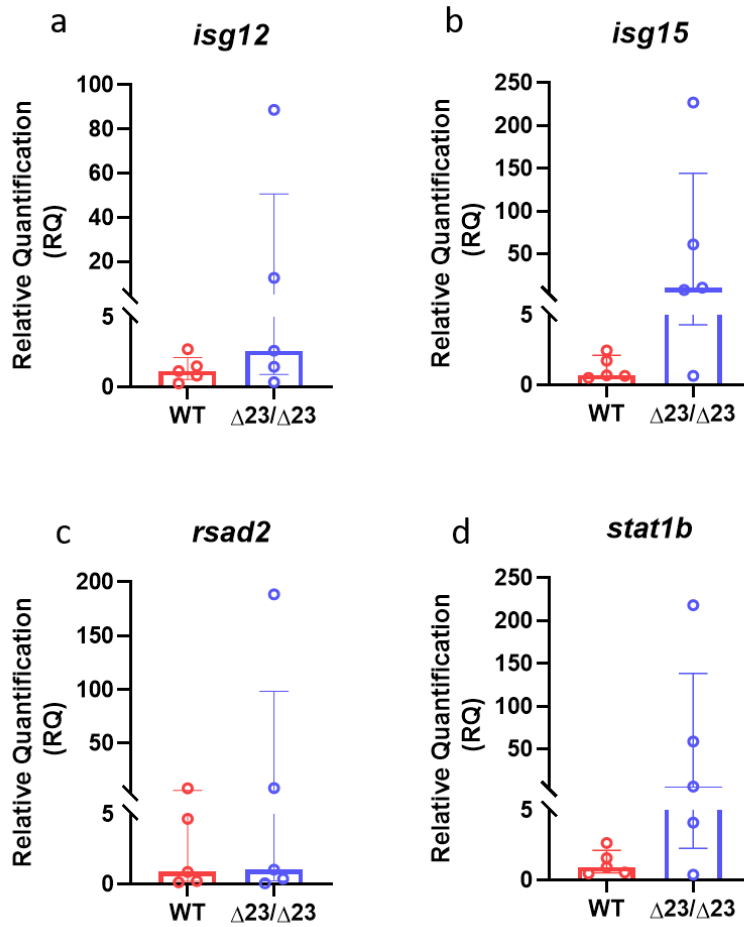 a
isg12
Relative Quantification
(RQ)
100
80
60
40
20
5
0
WT
Δ23/Δ23
b
isg15
Relative Quantification
(RQ)
250
200
150
100
50
5
0
WT
Δ23/Δ23
c
rsad2
Relative Quantification
(RQ)
200
150
100
50
5
0
WT
Δ23/Δ23
d
stat1b
Relative Quantification
(RQ)
250
200
150
100
50
5
0
WT
Δ23/Δ23